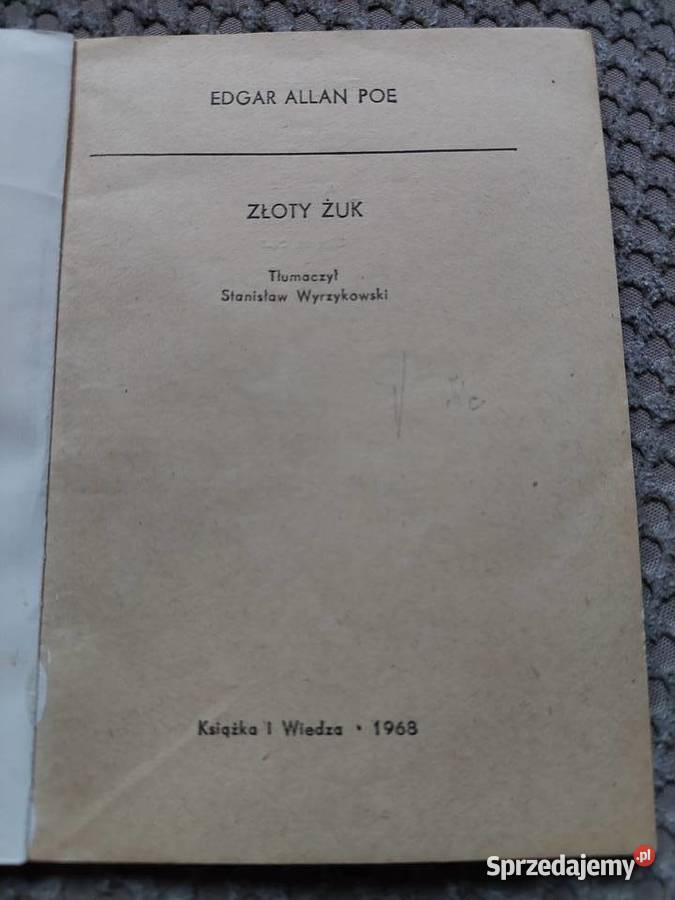 EDGAR ALLAN POE
ZŁOTY ŻUK
Tłumaczył
Stanisław Wyrzykowski
Książka i Wiedza • 1968
Sprzedajemy.pl